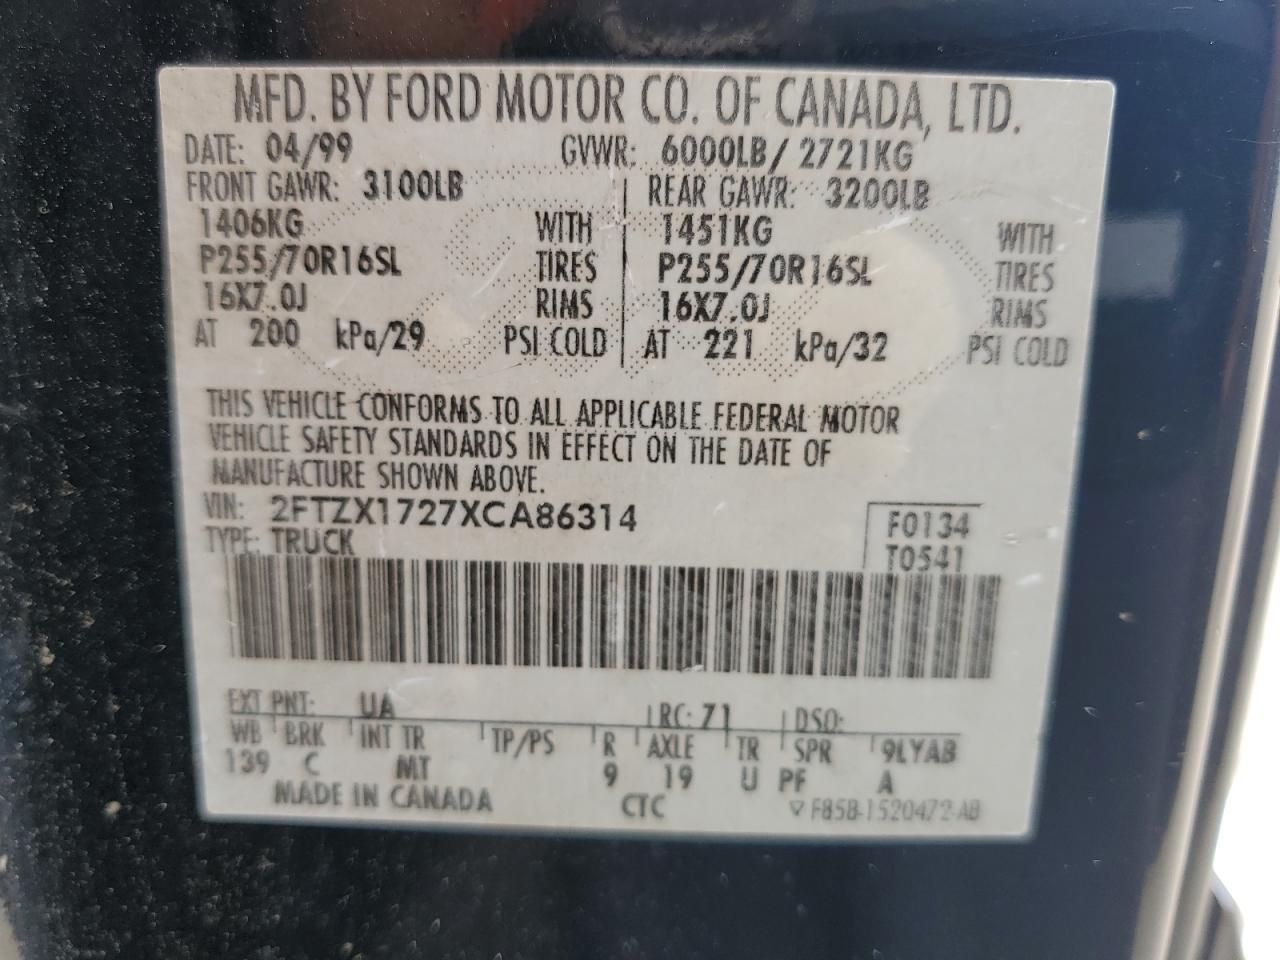 MFD. BY FORD MOTOR CO. OF CANADA, LTD.
DATE: 04/99 GVWR: 6000LB/ 2721KG
FRONT GAWR: 3100LB REAR GAWR: 3200LB
1406KG WITH 1451KG WITH
P255/70R16SL TIRES P255/70R16SL TIRES
16X7.0J RIMS 16X7.0J RIMS
AT 200 kPa/29 PSI COLD AT 221 kPa/32 PSI COLD
THIS VEHICLE CONFORMS TO ALL APPLICABLE FEDERAL MOTOR
VEHICLE SAFETY STANDARDS IN EFFECT ON THE DATE OF
MANUFACTURE SHOWN ABOVE.
VIN: 2FTZX1727XCA86314 F0134
TYPE: TRUCK T0541
EXT PNT: UA RC: 71 DSO:
WB BRK INT TR TP/PS R AXLE TR SPR 9LYAB
139 C MT 9 19 U PF A
MADE IN CANADA CTC F85B-1520472-AB